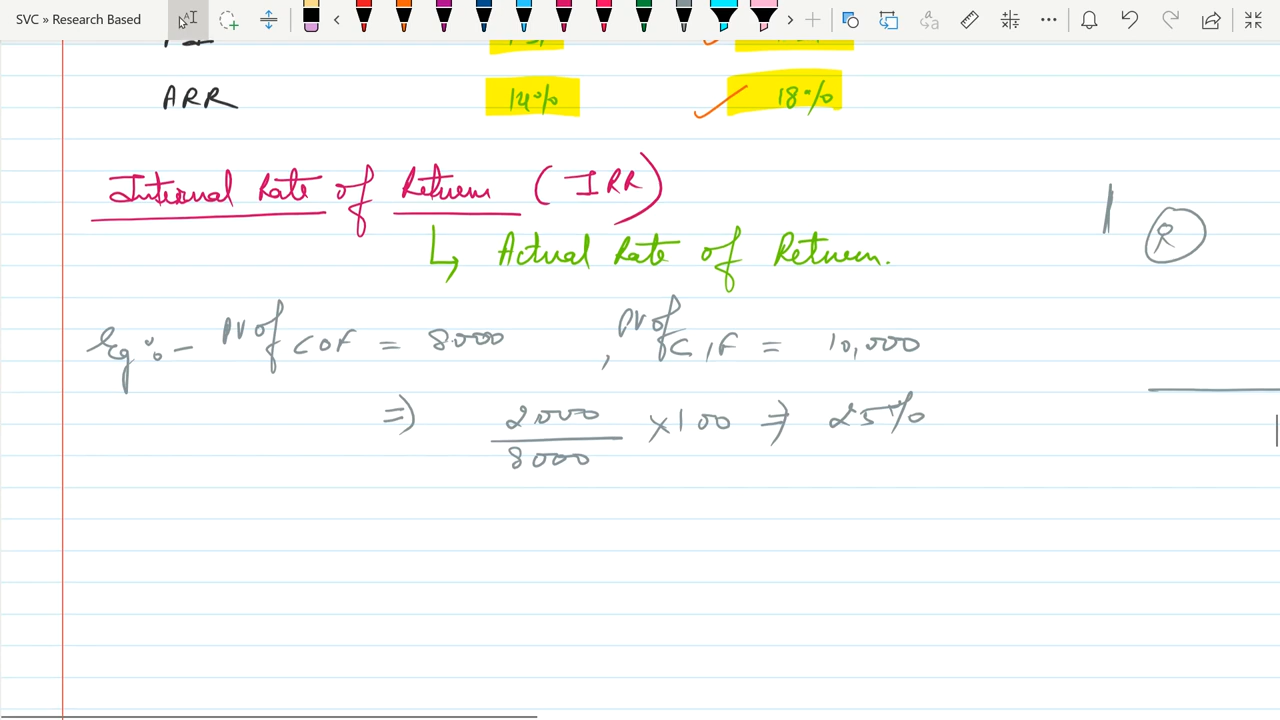 SVC » Research Based
ARR 14% 18%
Internal Rate of Return (IRR)
↳ Actual Rate of Return.
R
Eg:- PV of COF = 8000 , PV of CIF = 10,000
⇒ 2000 / 8000 × 100 ⇒ 25%